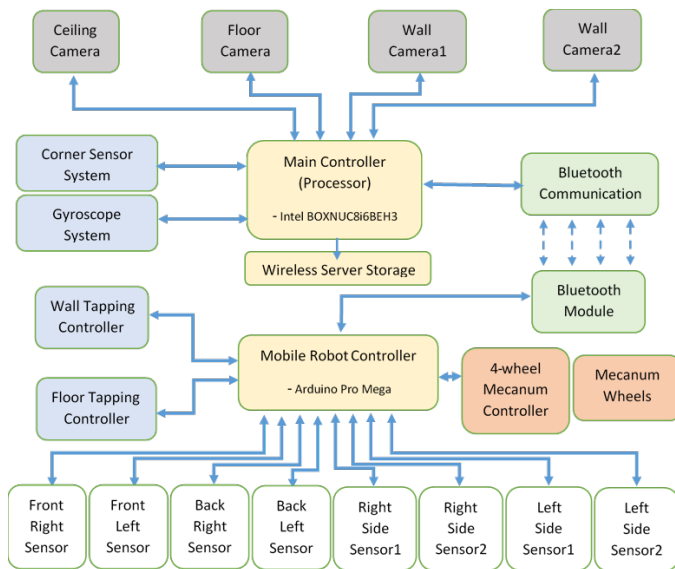 Ceiling
Camera
Floor
Camera
Wall
Camera1
Wall
Camera2
Corner Sensor
System
Main Controller
(Processor)
- Intel BOXNUC8i6BEH3
Bluetooth
Communication
Gyroscope
System
Wireless Server Storage
Wall Tapping
Controller
Bluetooth
Module
Mobile Robot Controller
- Arduino Pro Mega
4-wheel
Mecanum
Controller
Mecanum
Wheels
Floor Tapping
Controller
Front
Right
Sensor
Front
Left
Sensor
Back
Right
Sensor
Back
Left
Sensor
Right
Side
Sensor1
Right
Side
Sensor2
Left
Side
Sensor1
Left
Side
Sensor2